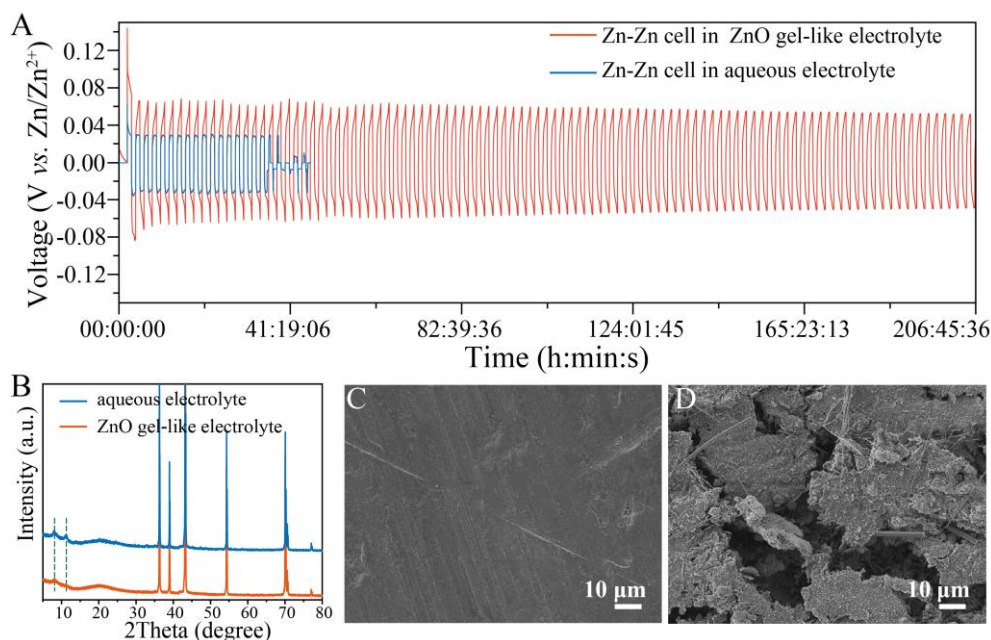 A
Voltage (V vs. Zn/Zn²⁺)
0.12
0.08
0.04
0.00
-0.04
-0.08
-0.12
Zn-Zn cell in ZnO gel-like electrolyte
Zn-Zn cell in aqueous electrolyte
00:00:00 41:19:06 82:39:36 124:01:45 165:23:13 206:45:36
Time (h:min:s)
B
aqueous electrolyte
ZnO gel-like electrolyte
Intensity (a.u.)
10 20 30 40 50 60 70 80
2Theta (degree)
C
10 μm
D
10 μm